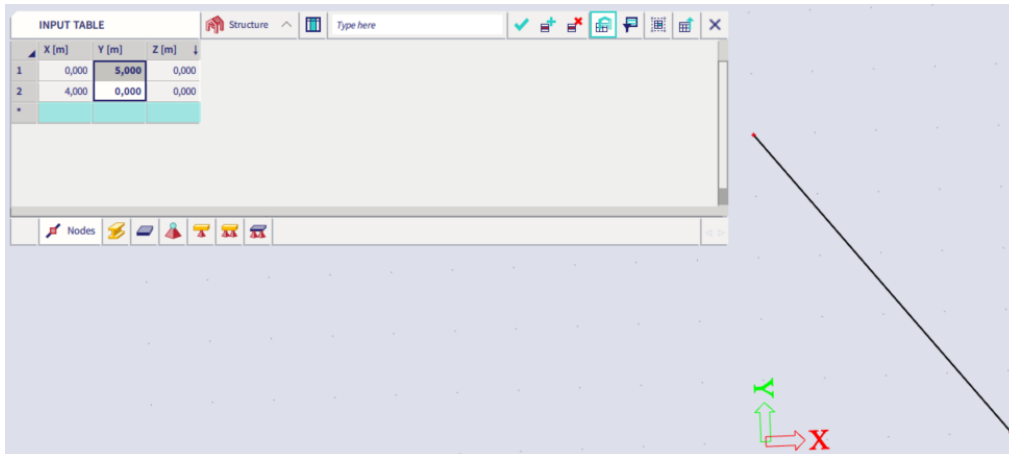 INPUT TABLE Structure Type here
X [m] Y [m] Z [m] ↓
1 0,000 5,000 0,000
2 4,000 0,000 0,000
*
Nodes
Y
X